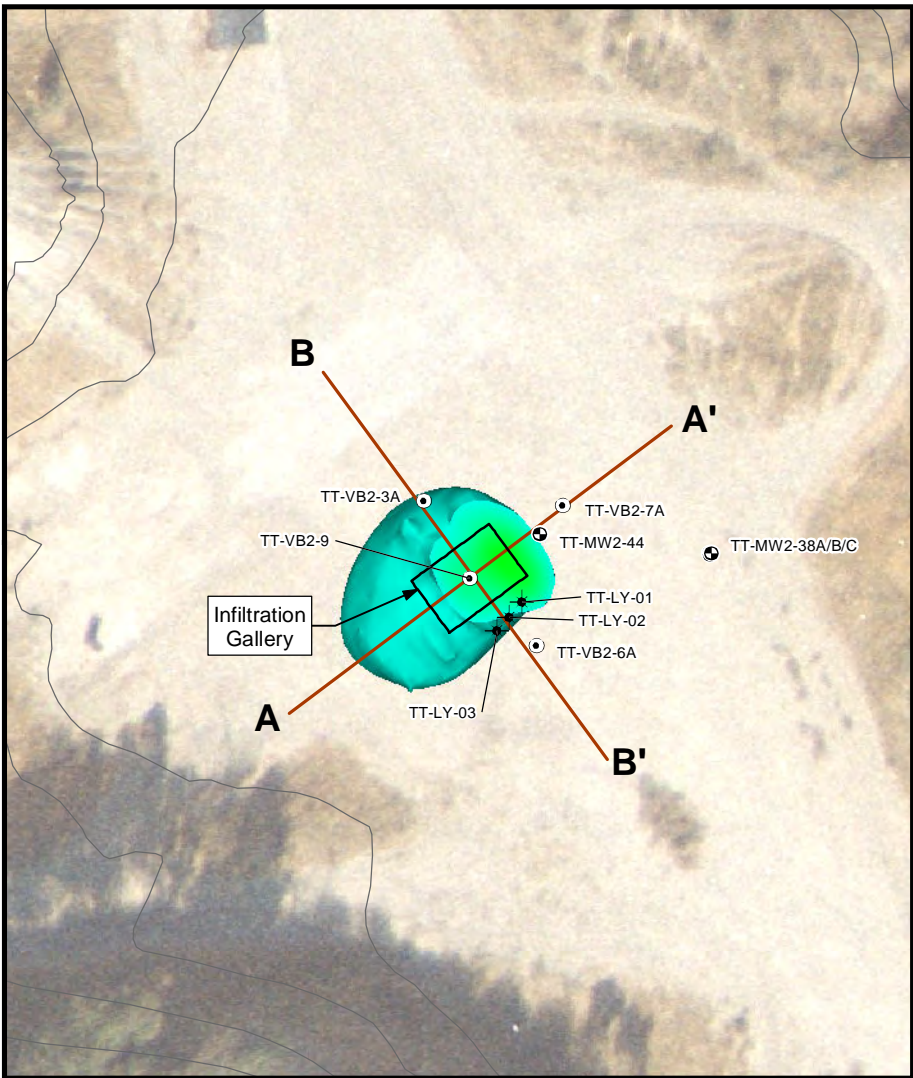 B
A'
TT-VB2-3A
TT-VB2-7A
TT-VB2-9
TT-MW2-44
TT-MW2-38A/B/C
Infiltration
Gallery
TT-LY-01
TT-LY-02
TT-VB2-6A
A
TT-LY-03
B'